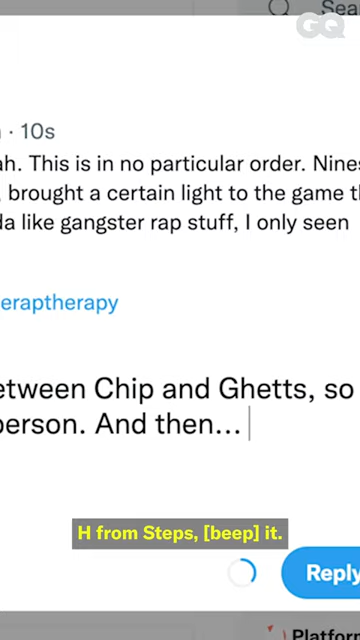 Sea
GQ
· 10s
ah. This is in no particular order. Nines
, brought a certain light to the game th
da like gangster rap stuff, I only seen
eraptherapy
etween Chip and Ghetts, so
person. And then...
H from Steps, [beep] it.
Reply
Platform